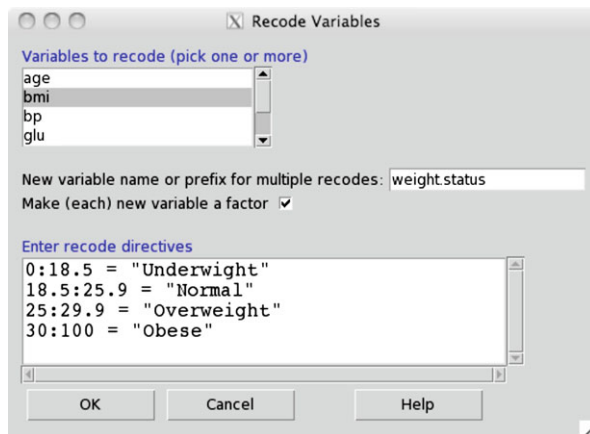 Recode Variables
Variables to recode (pick one or more)
age
bmi
bp
glu
New variable name or prefix for multiple recodes: weight.status
Make (each) new variable a factor
Enter recode directives
0:18.5 = "Underwight"
18.5:25.9 = "Normal"
25:29.9 = "Overweight"
30:100 = "Obese"
OK Cancel Help